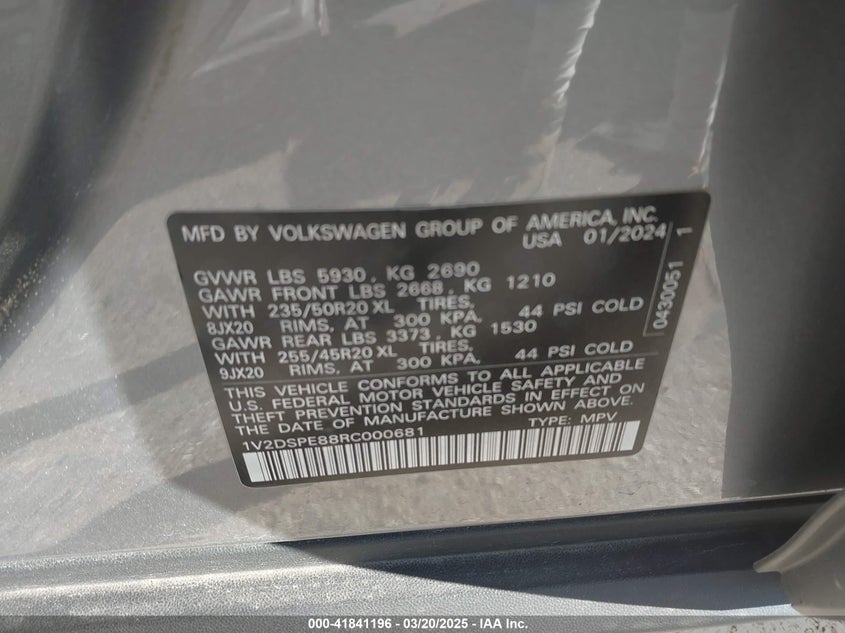 MFD BY VOLKSWAGEN GROUP OF AMERICA, INC.
USA 01/2024
GVWR LBS 5930, KG 2690
GAWR FRONT LBS 2668, KG 1210
WITH 235/50R20 XL TIRES,
8JX20 RIMS, AT 300 KPA, 44 PSI COLD
GAWR REAR LBS 3373, KG 1530
WITH 255/45R20 XL TIRES,
9JX20 RIMS, AT 300 KPA, 44 PSI COLD
THIS VEHICLE CONFORMS TO ALL APPLICABLE
U.S. FEDERAL MOTOR VEHICLE SAFETY AND
THEFT PREVENTION STANDARDS IN EFFECT ON
THE DATE OF MANUFACTURE SHOWN ABOVE.
1V2DSPE88RC000681 TYPE: MPV
0430051 1
000-41841196 - 03/20/2025 - IAA Inc.